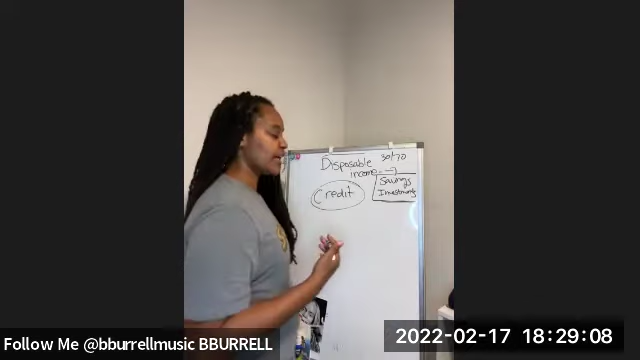 Disposable 30/70
income →
Savings
Investments
Credit
Follow Me @bburrellmusic BBURRELL
2022-02-17 18:29:08